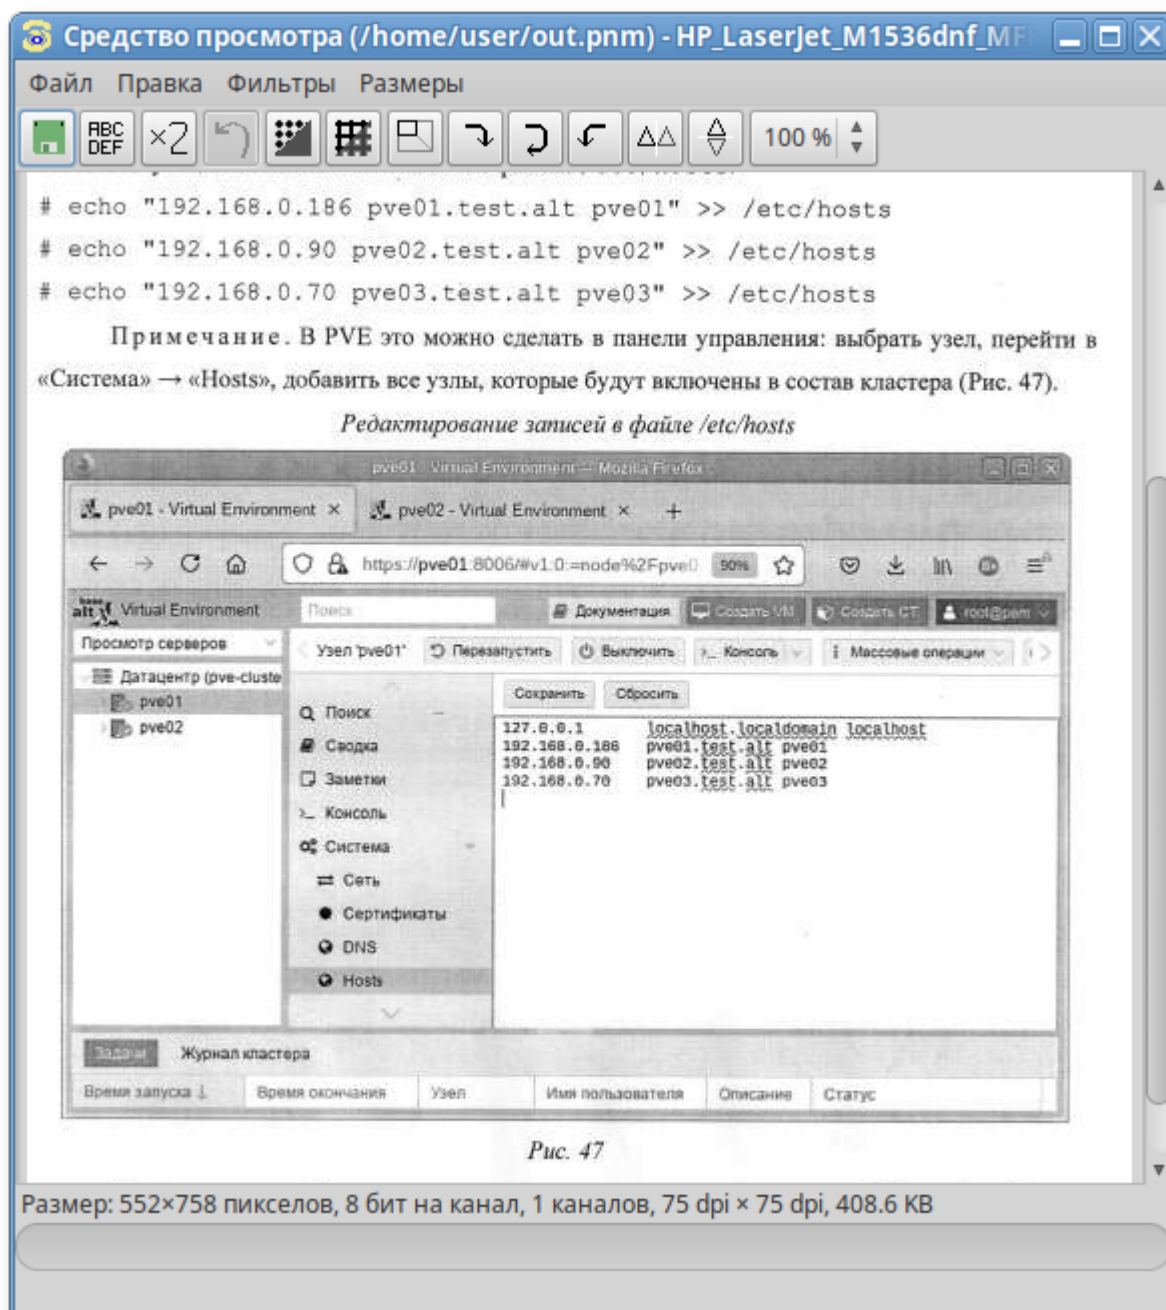 Средство просмотра (/home/user/out.pnm) - HP_LaserJet_M1536dnf_MF
Файл Правка Фильтры Размеры
ABC DEF ×2 100 %
# echo "192.168.0.186 pve01.test.alt pve01" >> /etc/hosts
# echo "192.168.0.90 pve02.test.alt pve02" >> /etc/hosts
# echo "192.168.0.70 pve03.test.alt pve03" >> /etc/hosts
Примечание. В PVE это можно сделать в панели управления: выбрать узел, перейти в
«Система» → «Hosts», добавить все узлы, которые будут включены в состав кластера (Рис. 47).
Редактирование записей в файле /etc/hosts
pve01 - Virtual Environment — Mozilla Firefox
pve01 - Virtual Environment × pve02 - Virtual Environment × +
https://pve01:8006/#v1:0:=node%2Fpve0 90%
alt Virtual Environment Поиск Документация Создать VM Создать CT root@pam
Просмотр серверов Узел 'pve01' Перезапустить Выключить >_ Консоль Массовые операции
Датацентр (pve-cluste
pve01
pve02
Поиск
Сводка
Заметки
>_ Консоль
Система
Сеть
Сертификаты
DNS
Hosts
Сохранить Сбросить
127.0.0.1 localhost.localdomain localhost
192.168.0.186 pve01.test.alt pve01
192.168.0.90 pve02.test.alt pve02
192.168.0.70 pve03.test.alt pve03
Задачи Журнал кластера
Время запуска ↓ Время окончания Узел Имя пользователя Описание Статус
Рис. 47
Размер: 552×758 пикселов, 8 бит на канал, 1 каналов, 75 dpi × 75 dpi, 408.6 KB